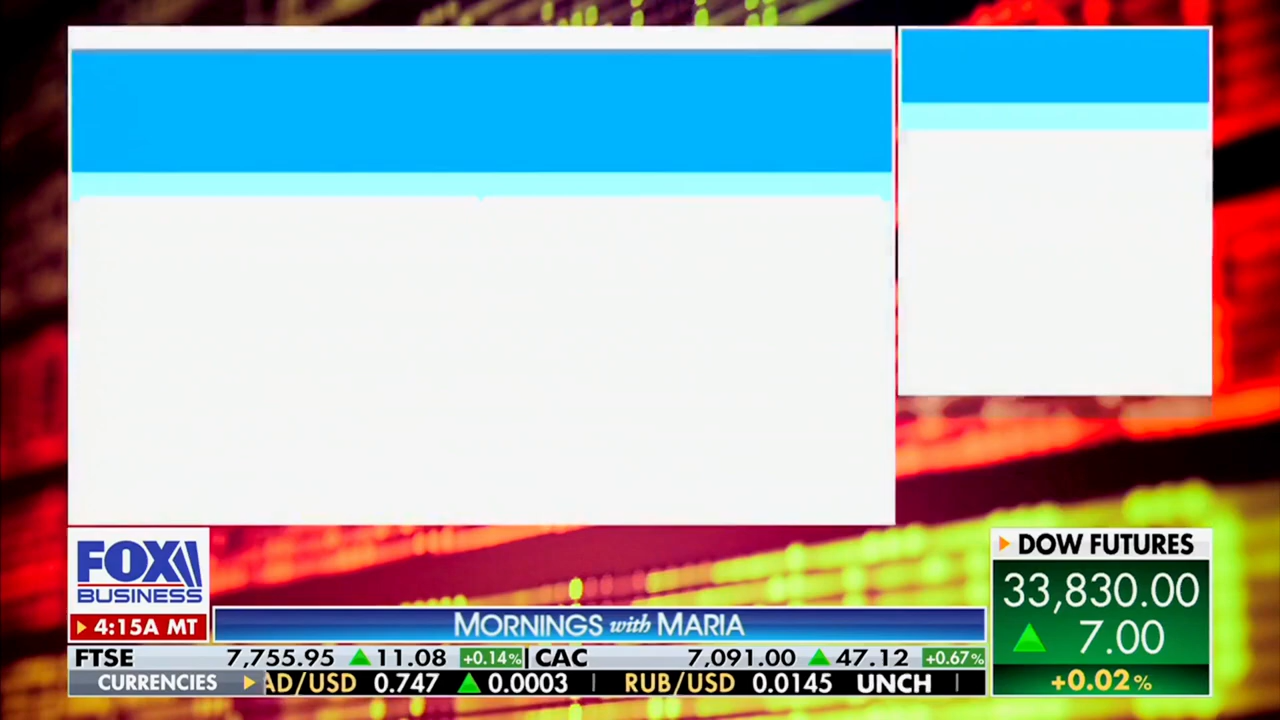 FOX
BUSINESS
4:15A MT
MORNINGS with MARIA
DOW FUTURES
33,830.00
7.00
+0.02%
FTSE 7,755.95 11.08 +0.14% CAC 7,091.00 47.12 +0.67%
CURRENCIES AD/USD 0.747 0.0003 | RUB/USD 0.0145 UNCH |